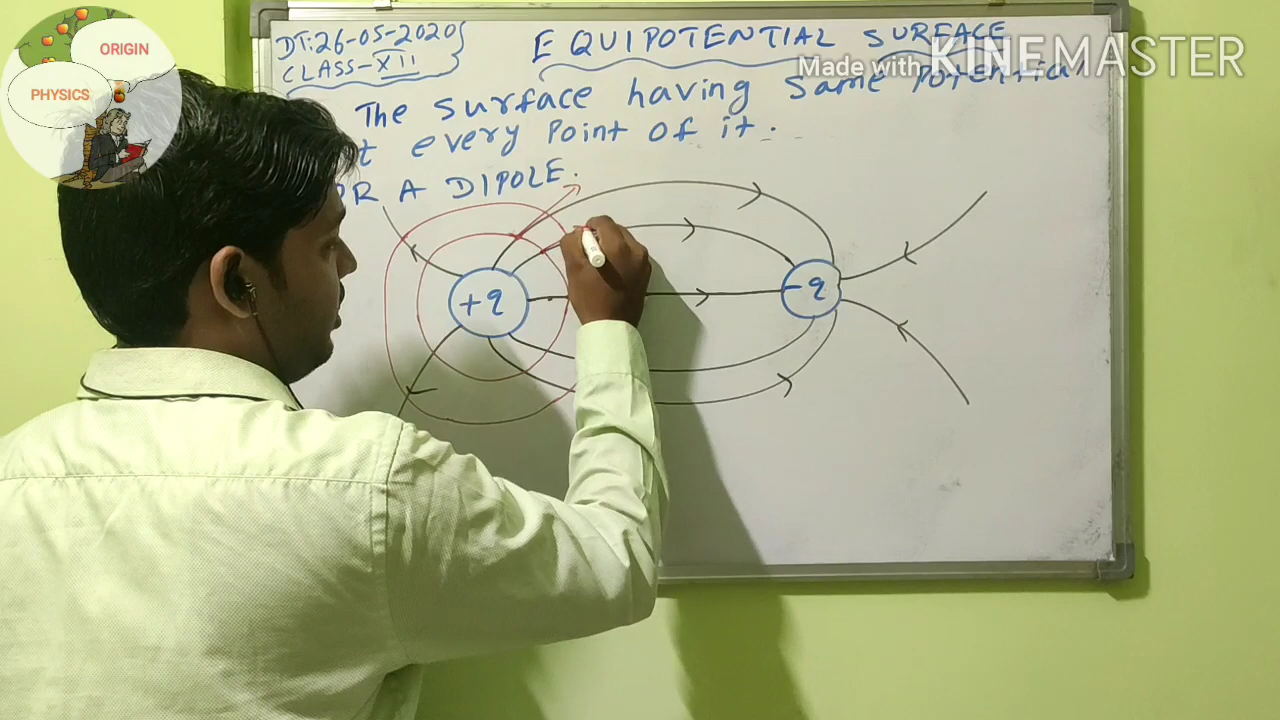 ORIGIN
PHYSICS
DT:26-05-2020
CLASS-XII
EQUIPOTENTIAL SURFACE
Made with KINEMASTER
The surface having Same Potential
every Point of it.
A DIPOLE.
+q
-q